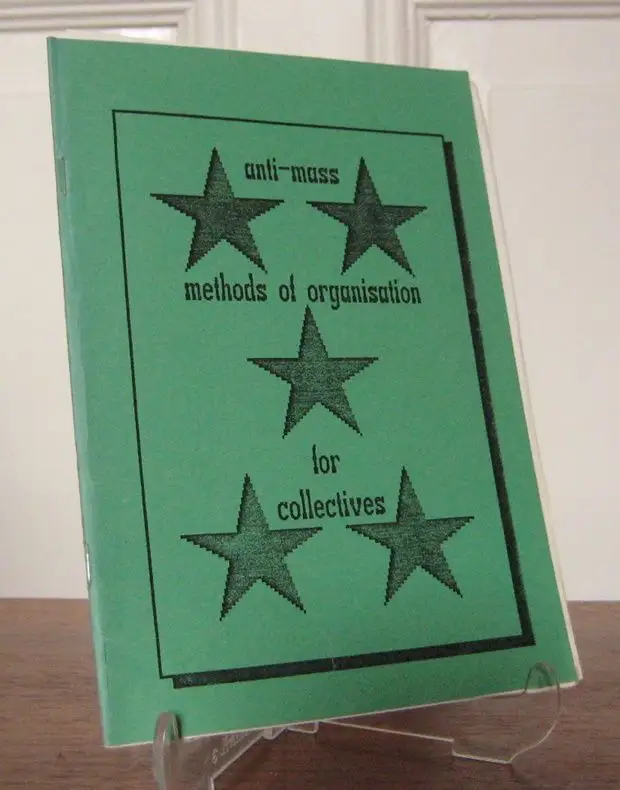 anti-mass
methods of organisation
for
collectives